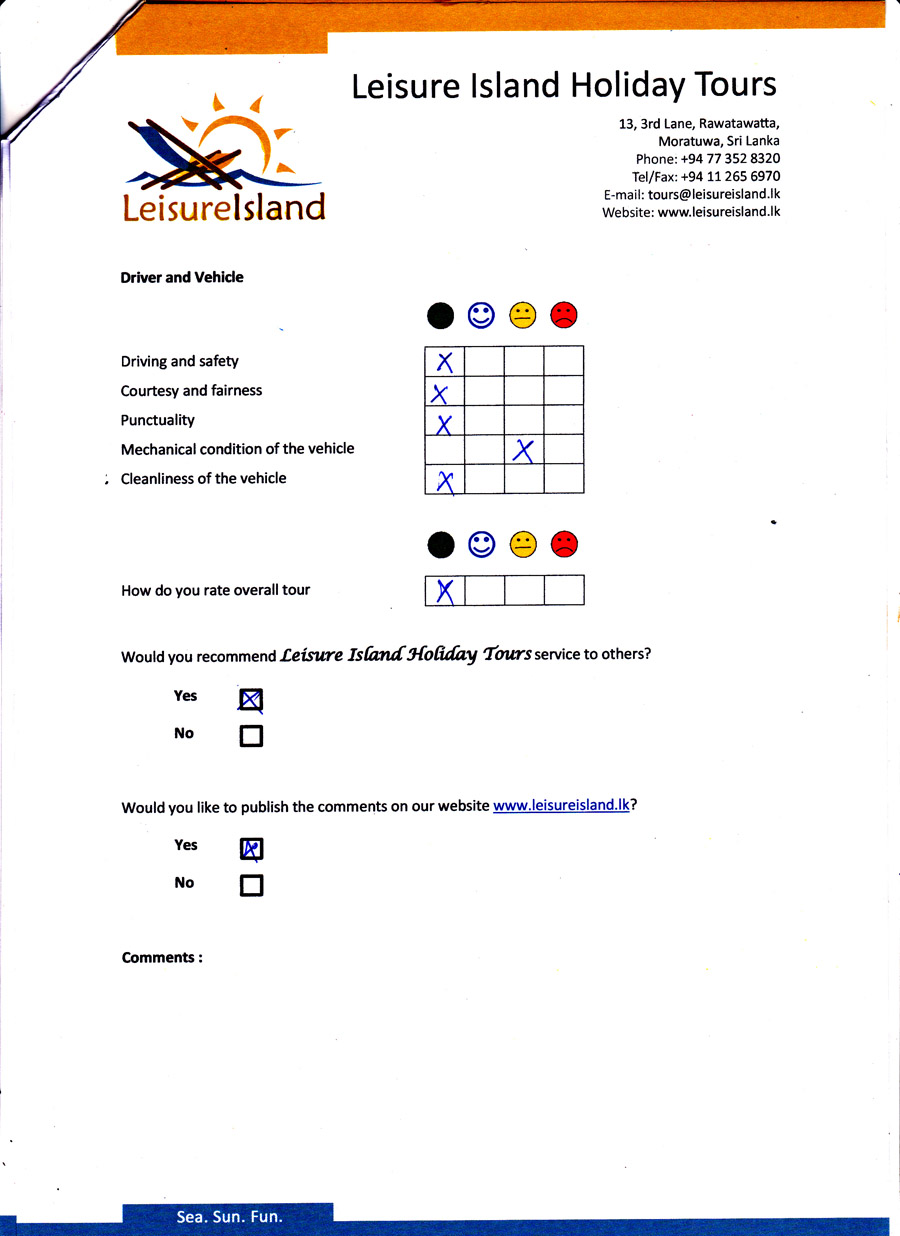 Leisure Island Holiday Tours
13, 3rd Lane, Rawatawatta,
Moratuwa, Sri Lanka
Phone: +94 77 352 8320
Tel/Fax: +94 11 265 6970
E-mail: tours@leisureisland.lk
Website: www.leisureisland.lk
LeisureIsland
Driver and Vehicle
Driving and safety X
Courtesy and fairness X
Punctuality X
Mechanical condition of the vehicle X
Cleanliness of the vehicle X
How do you rate overall tour X
Would you recommend Leisure Island Holiday Tours service to others?
Yes X
No
Would you like to publish the comments on our website www.leisureisland.lk?
Yes X
No
Comments :
Sea. Sun. Fun.